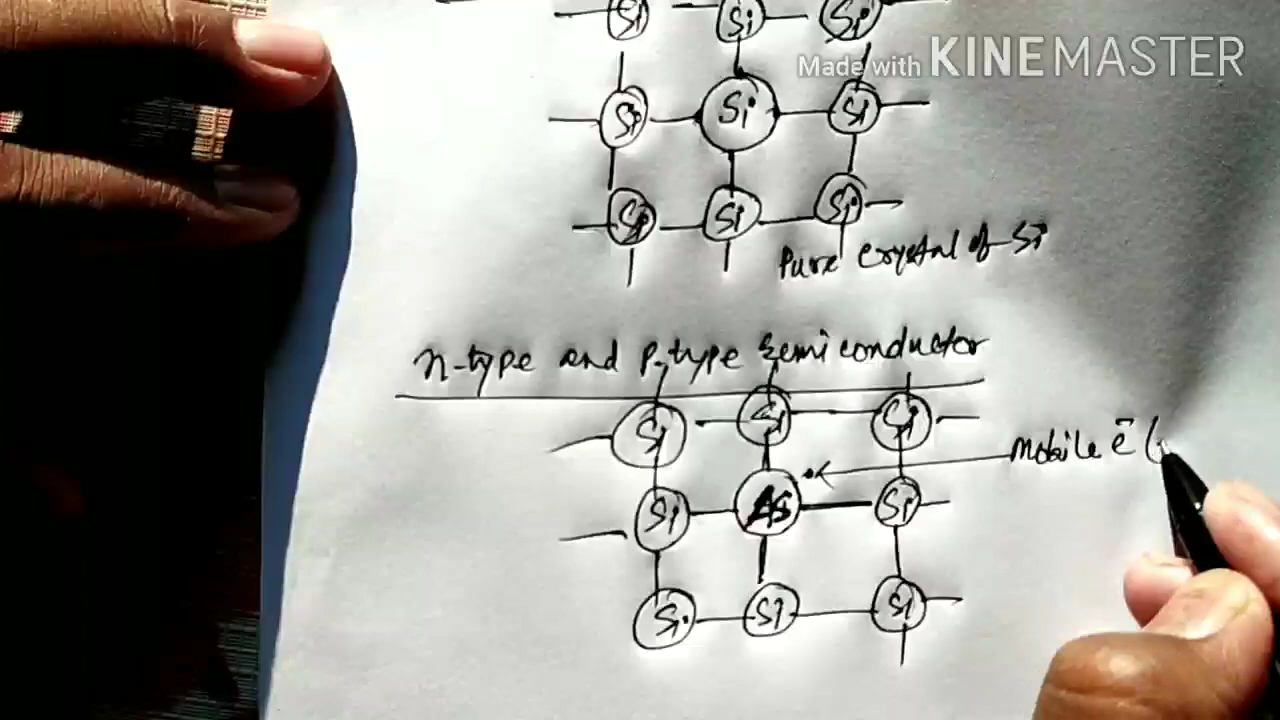 Si Si Si
Made with KINEMASTER
Si Si Si
Si Si Si
Pure crystal of Si
n-type and P-type Semiconductor
Si Si Si
mobile ē (
Si As Si
Si Si Si